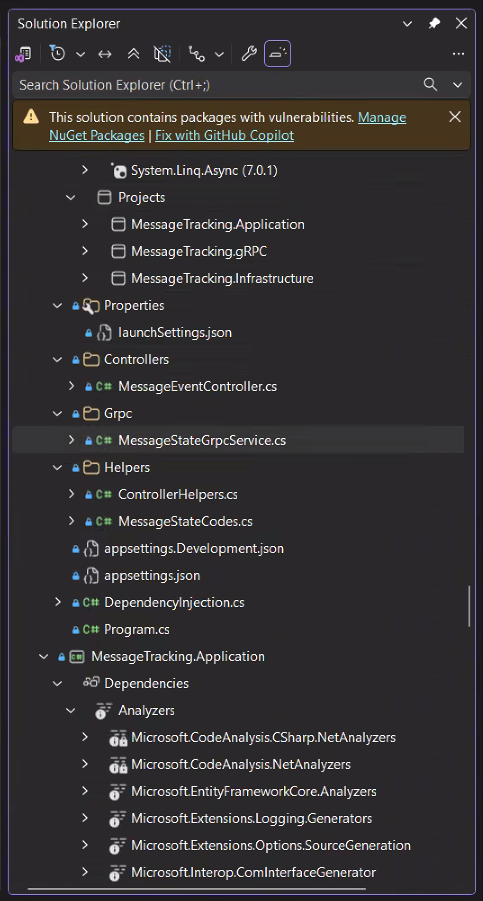 Solution Explorer
Search Solution Explorer (Ctrl+;)
This solution contains packages with vulnerabilities. Manage
NuGet Packages | Fix with GitHub Copilot
System.Linq.Async (7.0.1)
Projects
MessageTracking.Application
MessageTracking.gRPC
MessageTracking.Infrastructure
Properties
launchSettings.json
Controllers
C# MessageEventController.cs
Grpc
C# MessageStateGrpcService.cs
Helpers
C# ControllerHelpers.cs
C# MessageStateCodes.cs
appsettings.Development.json
appsettings.json
C# DependencyInjection.cs
C# Program.cs
C# MessageTracking.Application
Dependencies
Analyzers
Microsoft.CodeAnalysis.CSharp.NetAnalyzers
Microsoft.CodeAnalysis.NetAnalyzers
Microsoft.EntityFrameworkCore.Analyzers
Microsoft.Extensions.Logging.Generators
Microsoft.Extensions.Options.SourceGeneration
Microsoft.Interop.ComInterfaceGenerator